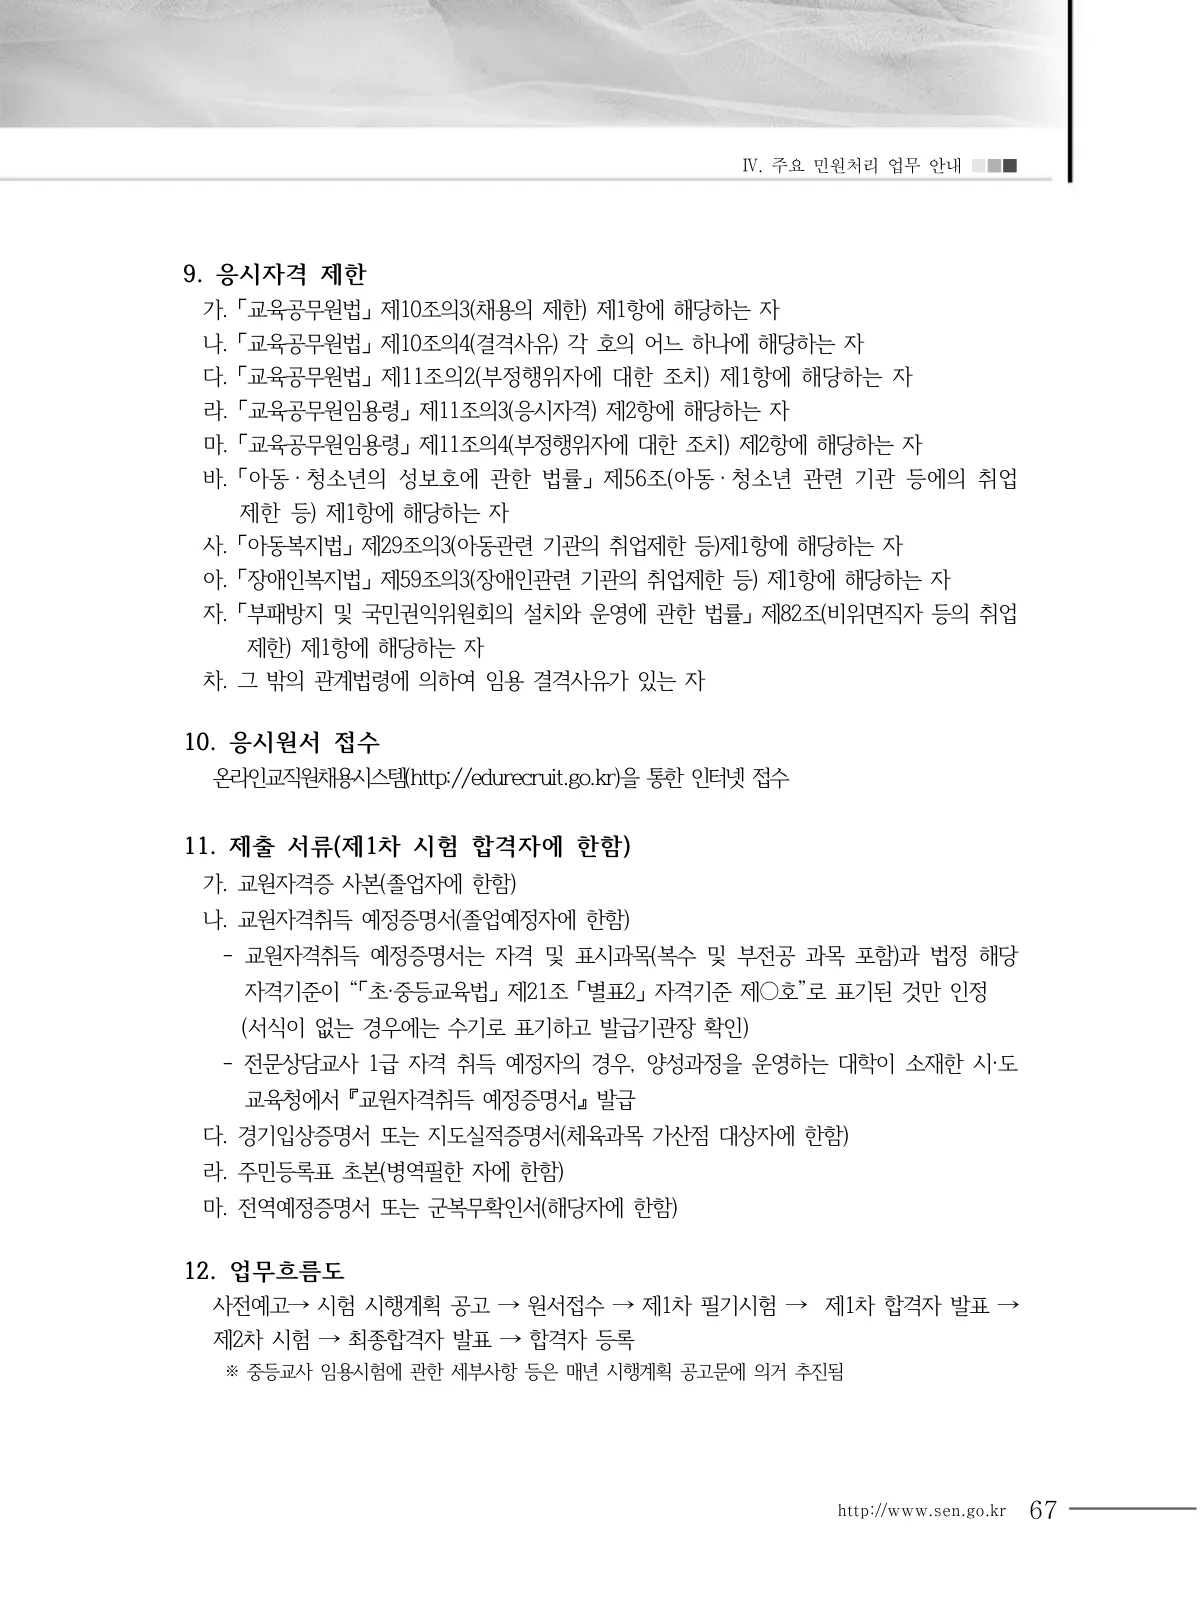 Ⅳ. 주요 민원처리 업무 안내
9. 응시자격 제한
가. 「교육공무원법」 제10조의3(채용의 제한) 제1항에 해당하는 자
나. 「교육공무원법」 제10조의4(결격사유) 각 호의 어느 하나에 해당하는 자
다. 「교육공무원법」 제11조의2(부정행위자에 대한 조치) 제1항에 해당하는 자
라. 「교육공무원임용령」 제11조의3(응시자격) 제2항에 해당하는 자
마. 「교육공무원임용령」 제11조의4(부정행위자에 대한 조치) 제2항에 해당하는 자
바. 「아동·청소년의 성보호에 관한 법률」 제56조(아동·청소년 관련 기관 등에의 취업
제한 등) 제1항에 해당하는 자
사. 「아동복지법」 제29조의3(아동관련 기관의 취업제한 등)제1항에 해당하는 자
아. 「장애인복지법」 제59조의3(장애인관련 기관의 취업제한 등) 제1항에 해당하는 자
자. 「부패방지 및 국민권익위원회의 설치와 운영에 관한 법률」 제82조(비위면직자 등의 취업
제한) 제1항에 해당하는 자
차. 그 밖의 관계법령에 의하여 임용 결격사유가 있는 자
10. 응시원서 접수
온라인교직원채용시스템(http://edurecruit.go.kr)을 통한 인터넷 접수
11. 제출 서류(제1차 시험 합격자에 한함)
가. 교원자격증 사본(졸업자에 한함)
나. 교원자격취득 예정증명서(졸업예정자에 한함)
- 교원자격취득 예정증명서는 자격 및 표시과목(복수 및 부전공 과목 포함)과 법정 해당
자격기준이 “「초·중등교육법」 제21조 「별표2」 자격기준 제○호”로 표기된 것만 인정
(서식이 없는 경우에는 수기로 표기하고 발급기관장 확인)
- 전문상담교사 1급 자격 취득 예정자의 경우, 양성과정을 운영하는 대학이 소재한 시·도
교육청에서 『교원자격취득 예정증명서』 발급
다. 경기입상증명서 또는 지도실적증명서(체육과목 가산점 대상자에 한함)
라. 주민등록표 초본(병역필한 자에 한함)
마. 전역예정증명서 또는 군복무확인서(해당자에 한함)
12. 업무흐름도
사전예고→ 시험 시행계획 공고 → 원서접수 → 제1차 필기시험 → 제1차 합격자 발표 →
제2차 시험 → 최종합격자 발표 → 합격자 등록
※ 중등교사 임용시험에 관한 세부사항 등은 매년 시행계획 공고문에 의거 추진됨
http://www.sen.go.kr 67